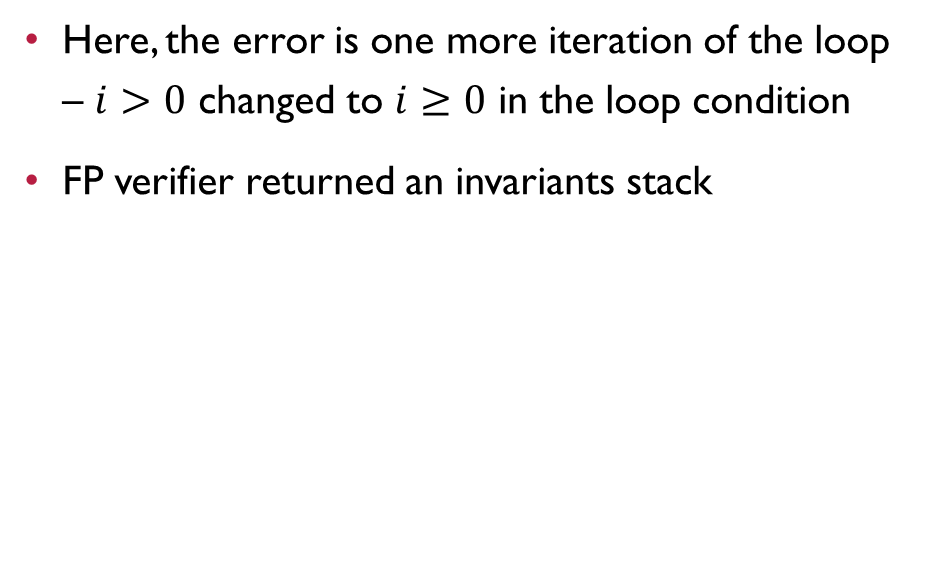 • Here, the error is one more iteration of the loop
– i > 0 changed to i ≥ 0 in the loop condition
• FP verifier returned an invariants stack